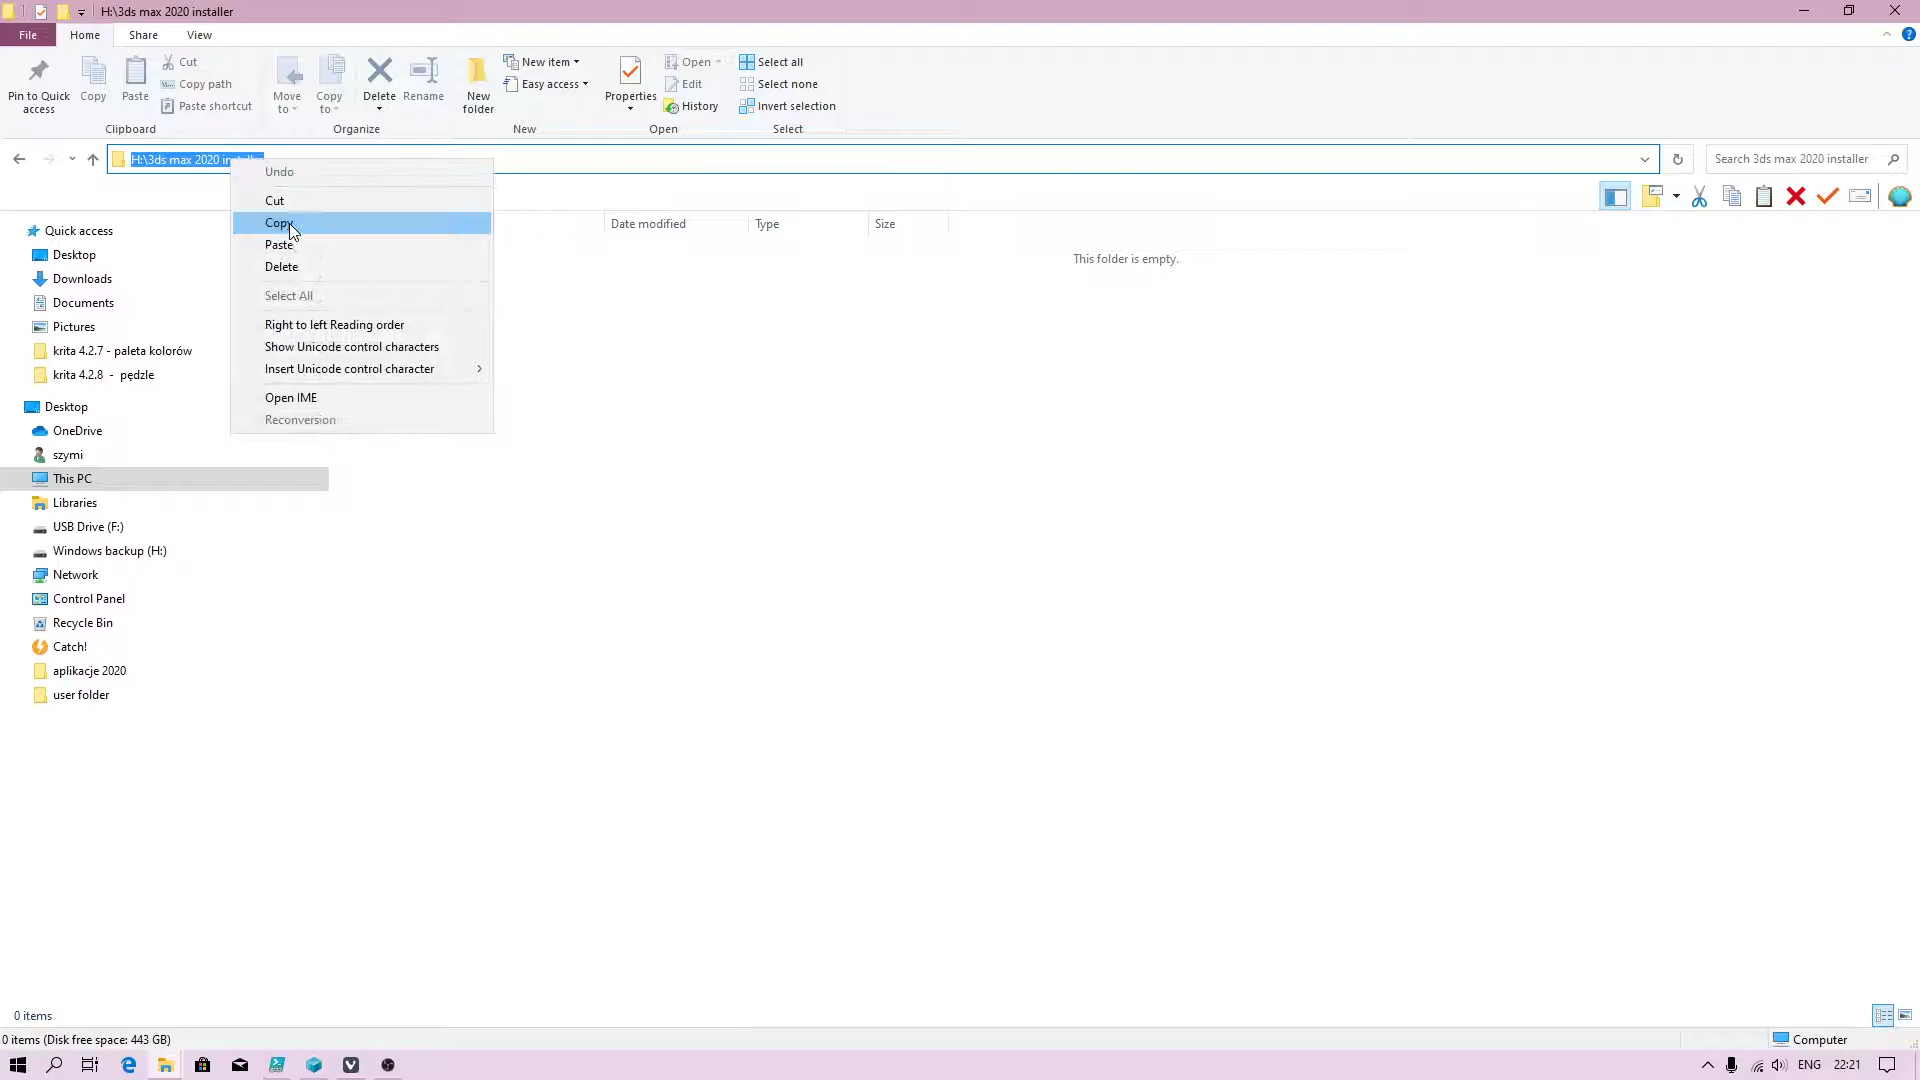 H:\3ds max 2020 installer
File
Home
Share
View
Pin to Quick access
Copy
Paste
Cut
Copy path
Paste shortcut
Clipboard
Move to
Copy to
Delete
Rename
Organize
New folder
New item
Easy access
New
Properties
Open
Edit
History
Open
Select all
Select none
Invert selection
Select
H:\3ds max 2020
Search 3ds max 2020 installer
Undo
Cut
Copy
Paste
Delete
Select All
Right to left Reading order
Show Unicode control characters
Insert Unicode control character
Open IME
Reconversion
Date modified
Type
Size
This folder is empty.
Quick access
Desktop
Downloads
Documents
Pictures
krita 4.2.7 - paleta kolorów
krita 4.2.8 - pędzle
Desktop
OneDrive
szymi
This PC
Libraries
USB Drive (F:)
Windows backup (H:)
Network
Control Panel
Recycle Bin
Catch!
aplikacje 2020
user folder
0 items
0 items (Disk free space: 443 GB)
Computer
ENG
22:21